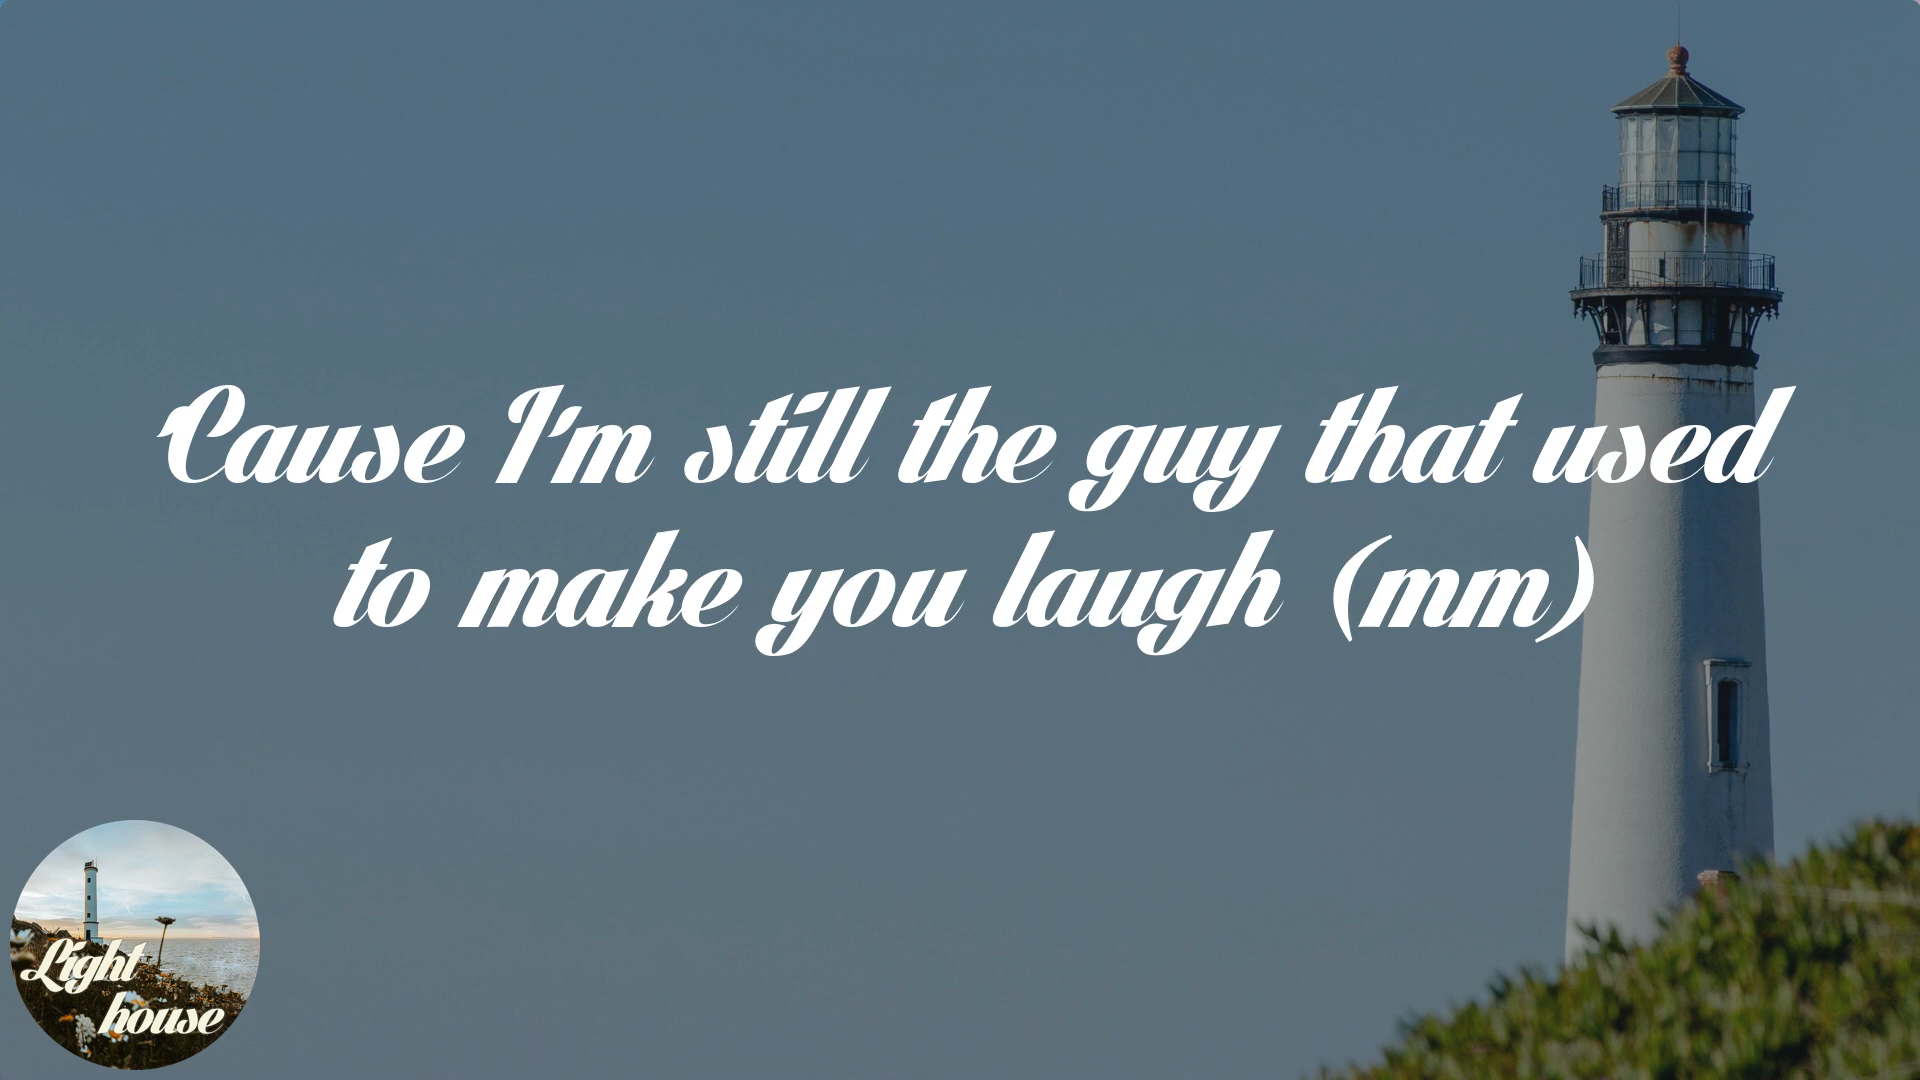 Cause I'm still the guy that used
to make you laugh (mm)
Light
house